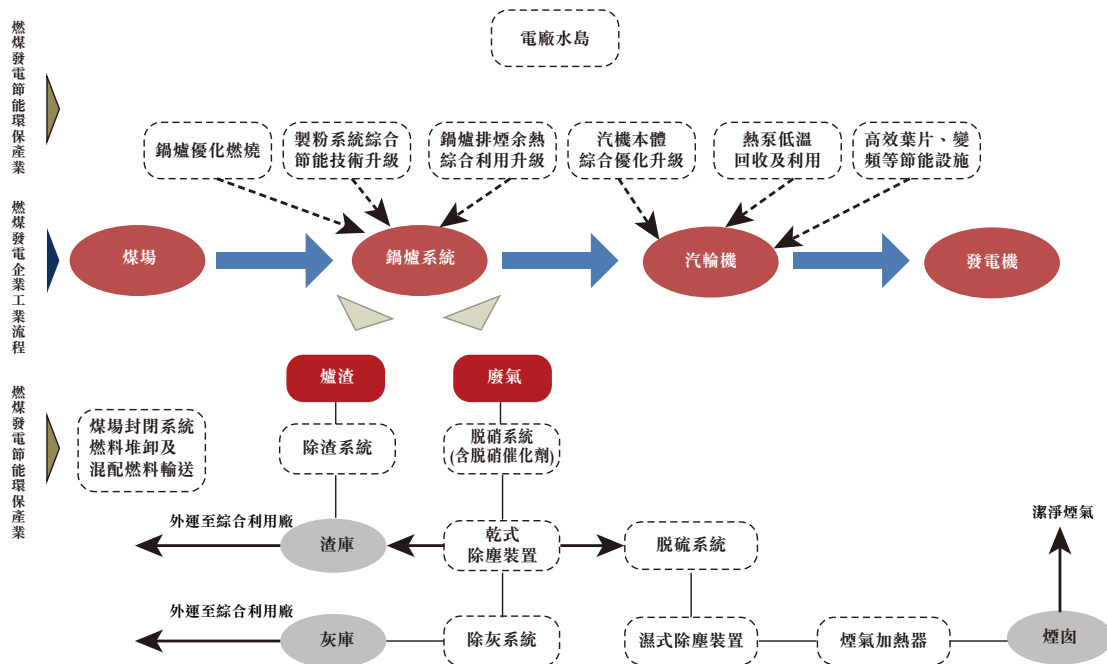 燃煤發電節能環保產業
電廠水島
鍋爐優化燃燒
製粉系統綜合
節能技術升級
鍋爐排煙余熱
綜合利用升級
汽機本體
綜合優化升級
熱泵低溫
回收及利用
高效葉片、變
頻等節能設施
燃煤發電企業工業流程
煤場
鍋爐系統
汽輪機
發電機
燃煤發電節能環保產業
煤場封閉系統
燃料堆卸及
混配燃料輸送
爐渣
廢氣
除渣系統
脱硝系統
(含脱硝催化劑)
外運至綜合利用廠
渣庫
乾式
除塵裝置
脱硫系統
潔淨煙氣
外運至綜合利用廠
灰庫
除灰系統
濕式除塵裝置
煙氣加熱器
煙囱